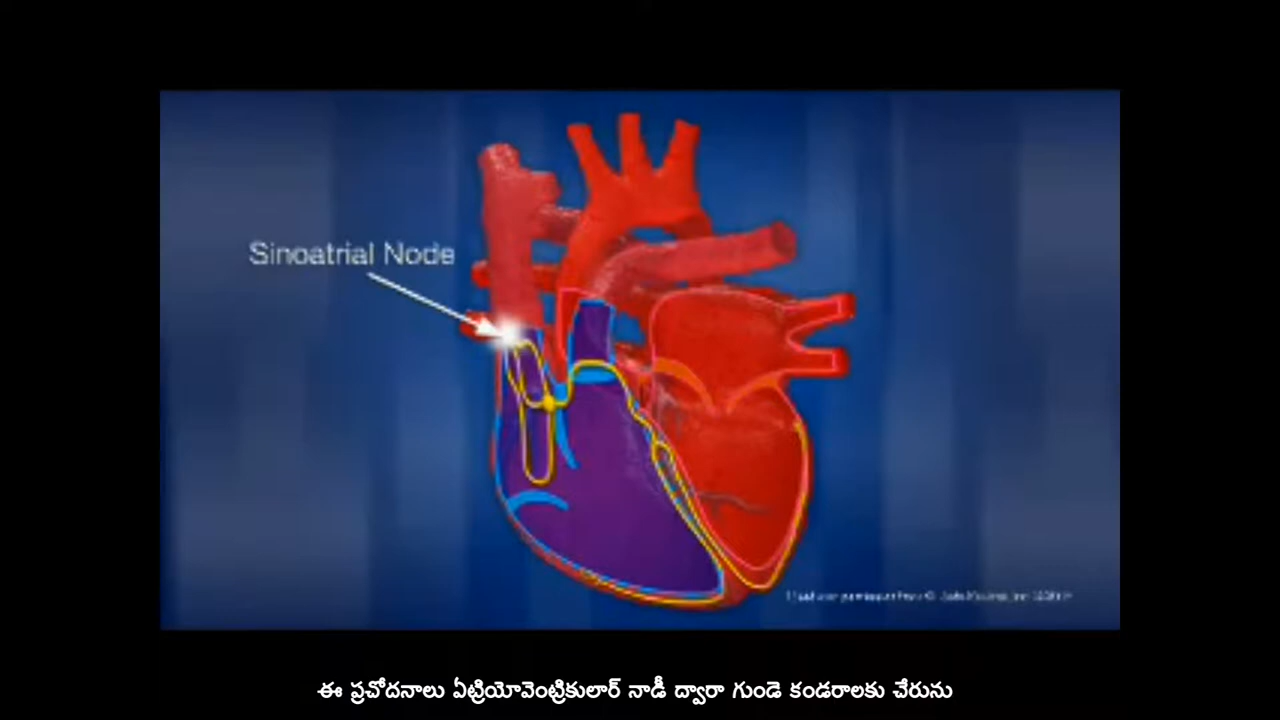 Sinoatrial Node
ఈ ప్రచోదనాలు ఏట్రియోవెంట్రికులార్ నాడీ ద్వారా గుండె కండరాలకు చేరును